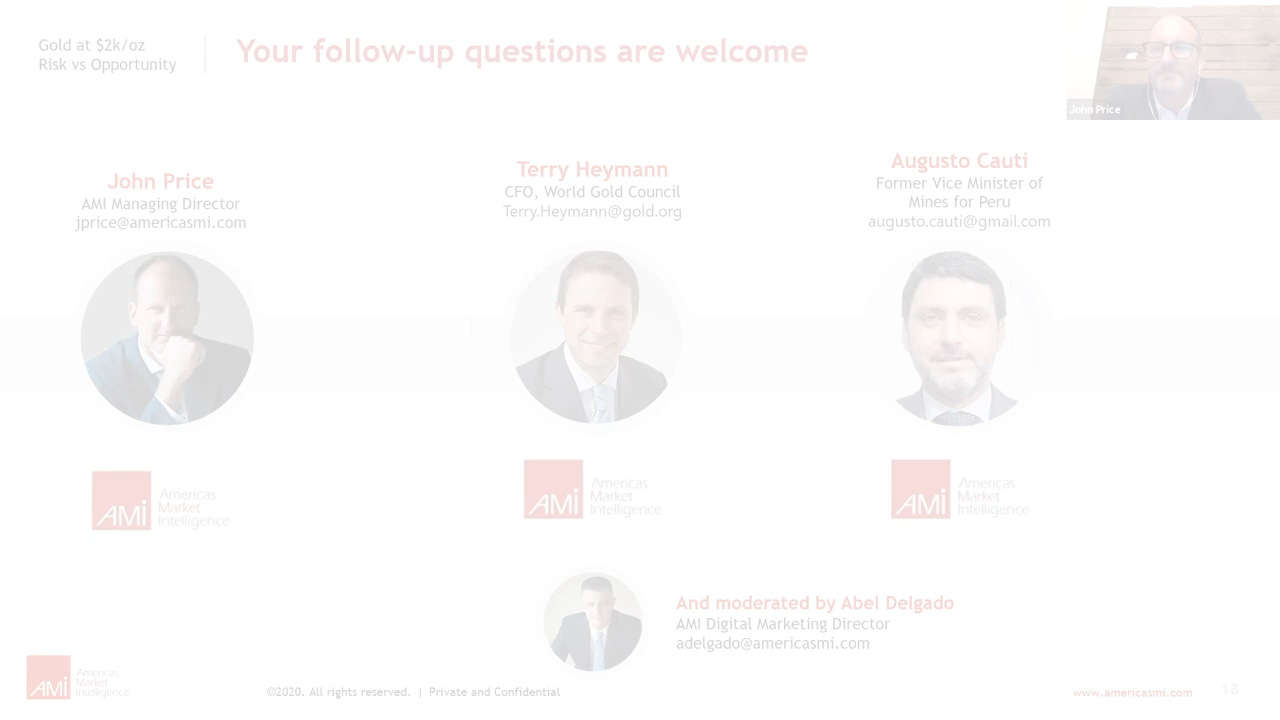 Gold at $2k/oz
Risk vs Opportunity
Your follow-up questions are welcome
John Price
John Price
AMI Managing Director
jprice@americasmi.com
Terry Heymann
CFO, World Gold Council
Terry.Heymann@gold.org
Augusto Cauti
Former Vice Minister of
Mines for Peru
augusto.cauti@gmail.com
AMi
Americas
Market
Intelligence
AMi
Americas
Market
Intelligence
AMi
Americas
Market
Intelligence
And moderated by Abel Delgado
AMI Digital Marketing Director
adelgado@americasmi.com
AMi
Americas
Market
Intelligence
©2020. All rights reserved. | Private and Confidential
www.americasmi.com
18